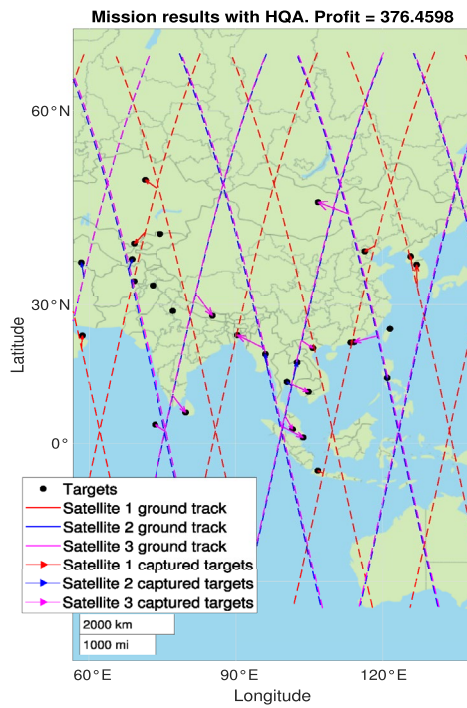 Mission results with HQA. Profit = 376.4598
60°N
30°N
0°
Latitude
Targets
Satellite 1 ground track
Satellite 2 ground track
Satellite 3 ground track
Satellite 1 captured targets
Satellite 2 captured targets
Satellite 3 captured targets
2000 km
1000 mi
60°E
90°E
120°E
Longitude